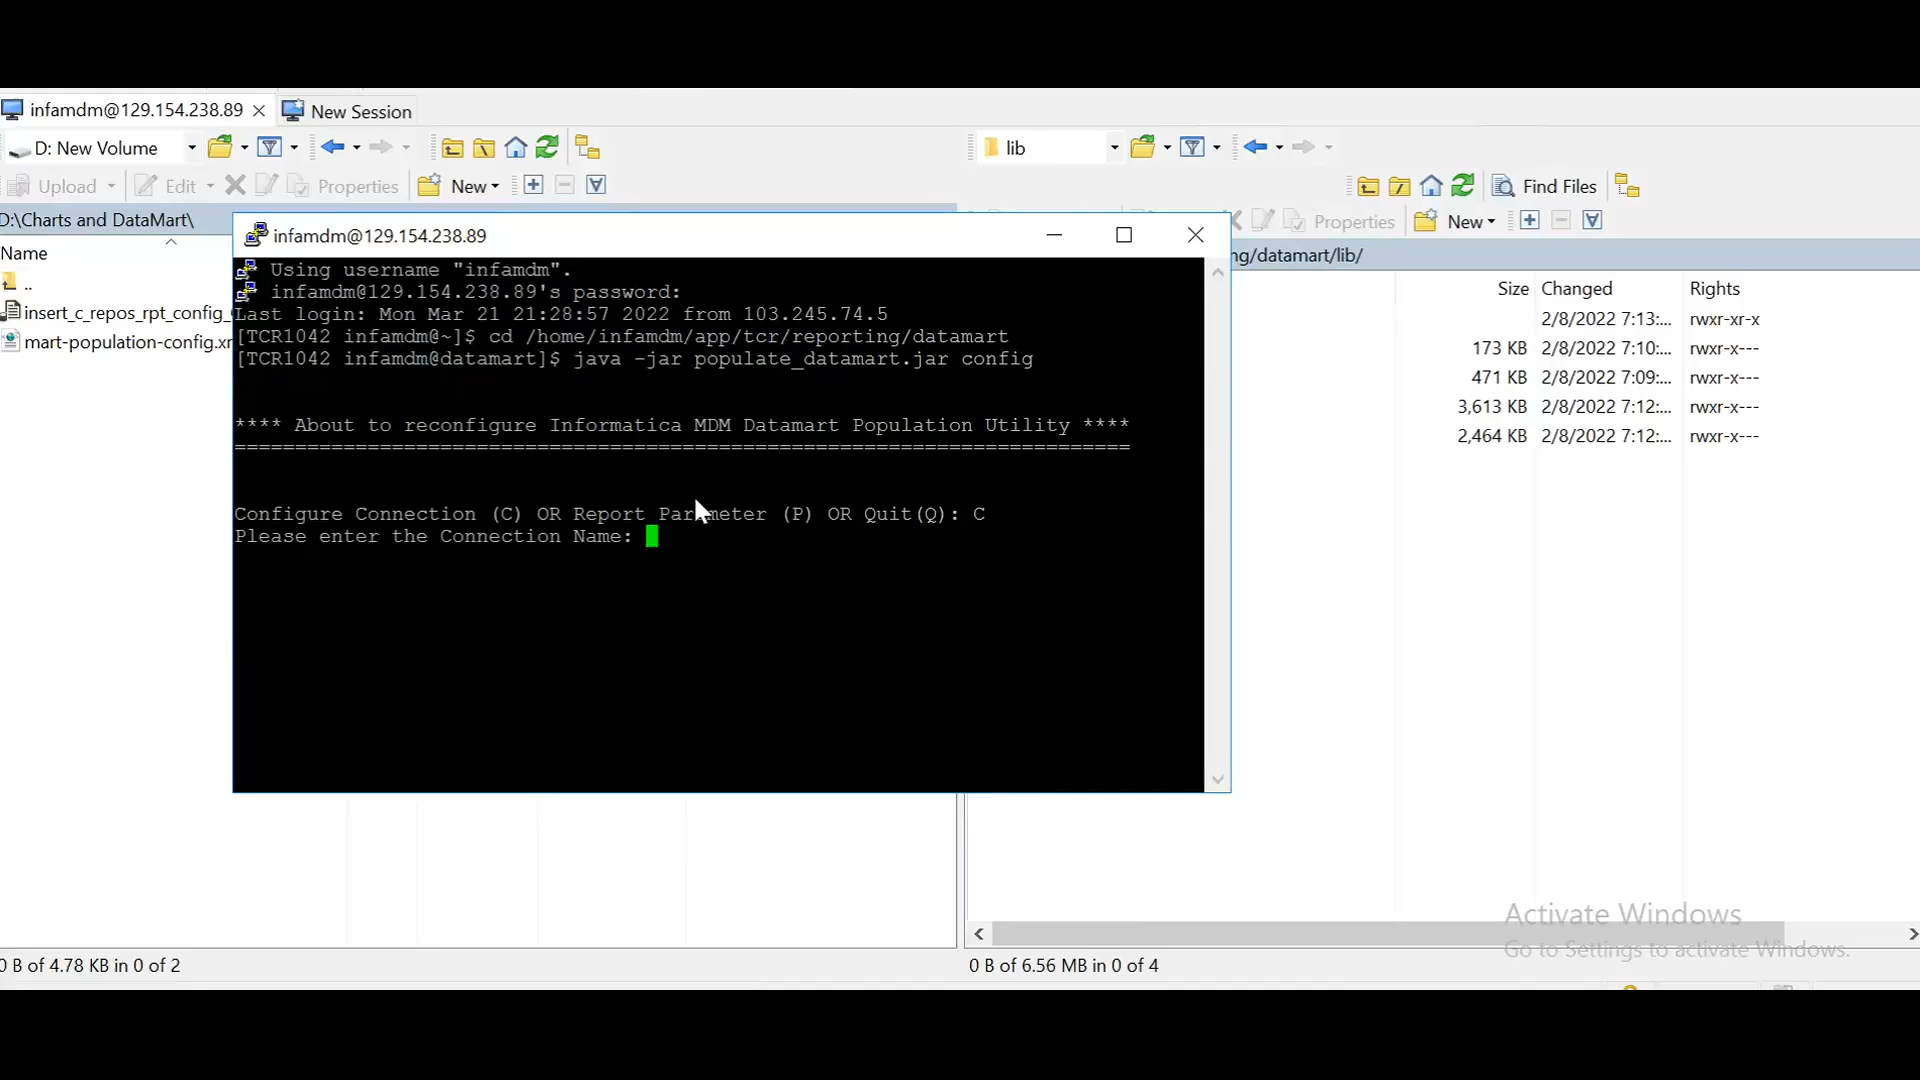 infamdm@129.154.238.89
New Session
D: New Volume
lib
Upload
Edit
Properties
New
Find Files
Properties
New
D:\Charts and DataMart\
ng/datamart/lib/
Name
..
insert_c_repos_rpt_config_
mart-population-config.xm
Size
Changed
Rights
2/8/2022 7:13:... rwxr-xr-x
173 KB 2/8/2022 7:10:... rwxr-x---
471 KB 2/8/2022 7:09:... rwxr-x---
3,613 KB 2/8/2022 7:12:... rwxr-x---
2,464 KB 2/8/2022 7:12:... rwxr-x---
infamdm@129.154.238.89
Using username "infamdm".
infamdm@129.154.238.89's password:
Last login: Mon Mar 21 21:28:57 2022 from 103.245.74.5
[TCR1042 infamdm@~]$ cd /home/infamdm/app/tcr/reporting/datamart
[TCR1042 infamdm@datamart]$ java -jar populate_datamart.jar config
**** About to reconfigure Informatica MDM Datamart Population Utility ****
==========================================================================
Configure Connection (C) OR Report Parameter (P) OR Quit(Q): C
Please enter the Connection Name:
Activate Windows
Go to Settings to activate Windows.
0 B of 4.78 KB in 0 of 2
0 B of 6.56 MB in 0 of 4